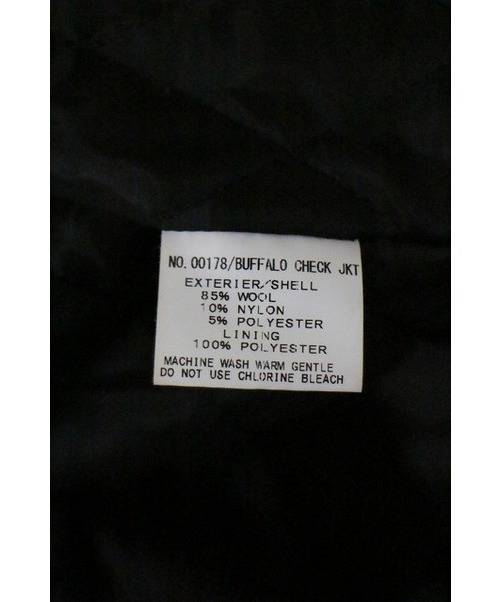 NO. 00178/BUFFALO CHECK JKT
EXTERIER/SHELL
85% WOOL
10% NYLON
5% POLYESTER
LINING
100% POLYESTER
MACHINE WASH WARM GENTLE
DO NOT USE CHLORINE BLEACH